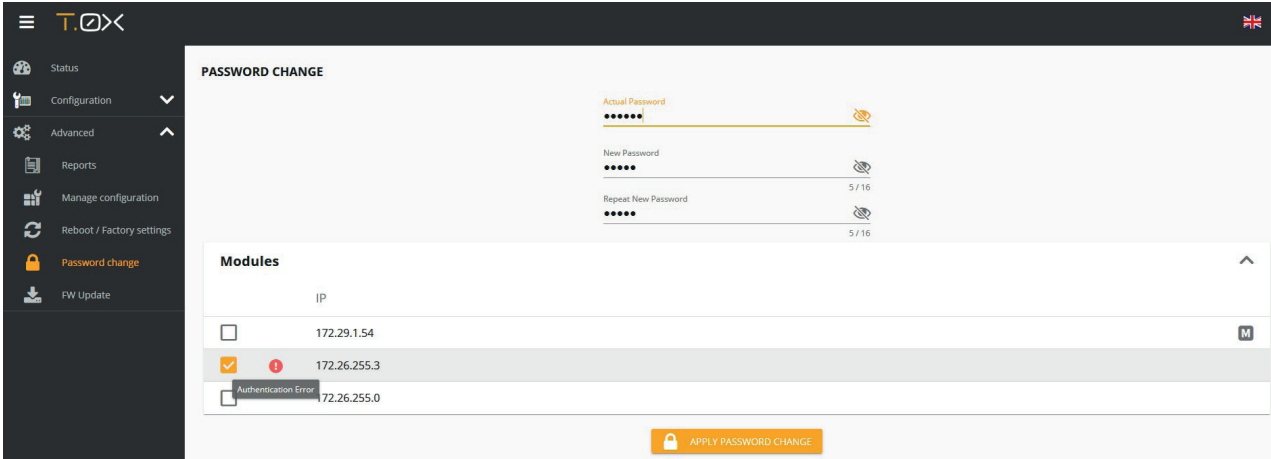 T.0X
Status
Configuration
Advanced
Reports
Manage configuration
Reboot / Factory settings
Password change
FW Update
PASSWORD CHANGE
Actual Password
••••••
New Password
•••••
5 / 16
Repeat New Password
•••••
5 / 16
Modules
IP
172.29.1.54
M
172.26.255.3
Authentication Error
172.26.255.0
APPLY PASSWORD CHANGE